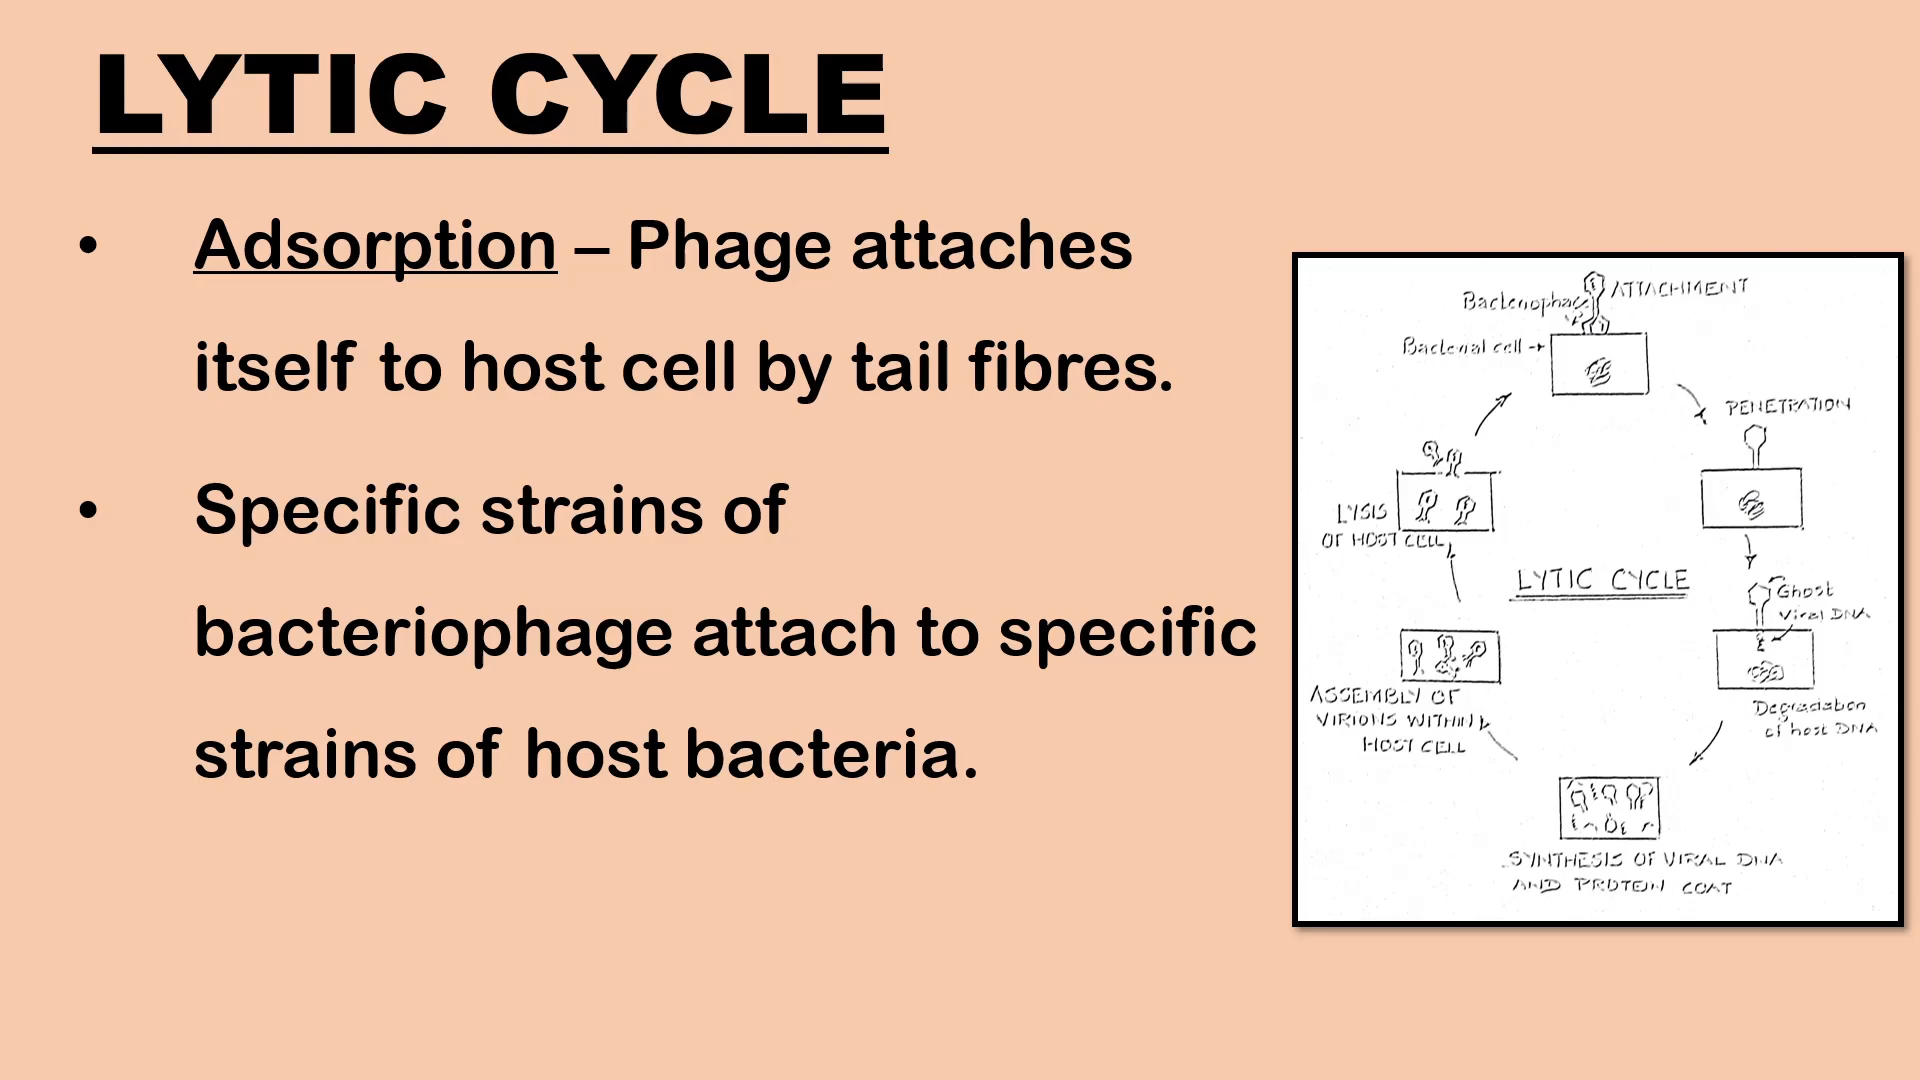 LYTIC CYCLE
• Adsorption – Phage attaches
itself to host cell by tail fibres.
• Specific strains of
bacteriophage attach to specific
strains of host bacteria.
ATTACHMENT
Bacteriophage
Bacterial cell
PENETRATION
LYSIS
OF HOST CELL
LYTIC CYCLE
Ghost
Viral DNA
Degradation
of host DNA
ASSEMBLY OF
VIRIONS WITHIN
HOST CELL
SYNTHESIS OF VIRAL DNA
AND PROTEIN COAT